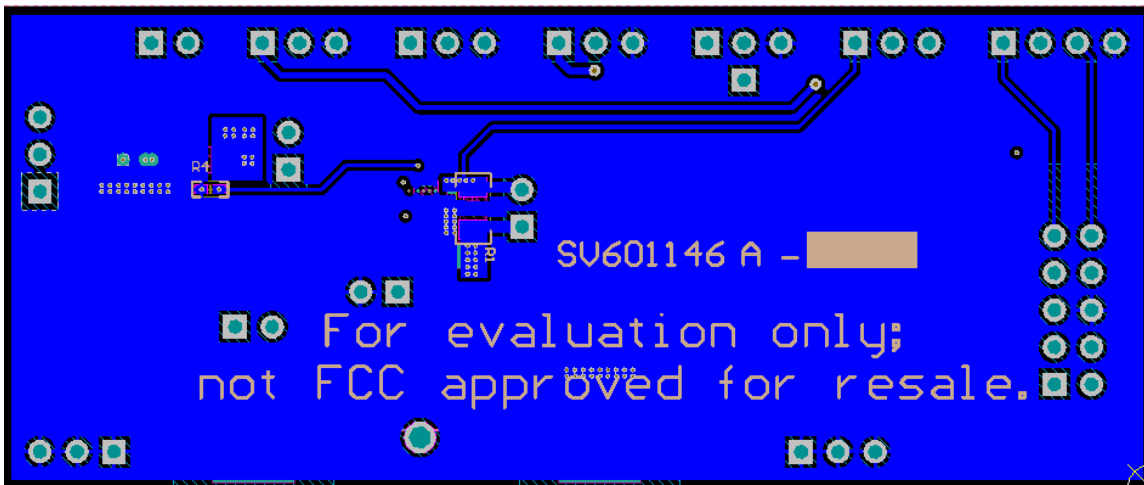 R4
R1
SV601146 A -
For evaluation only;
not FCC approved for resale.